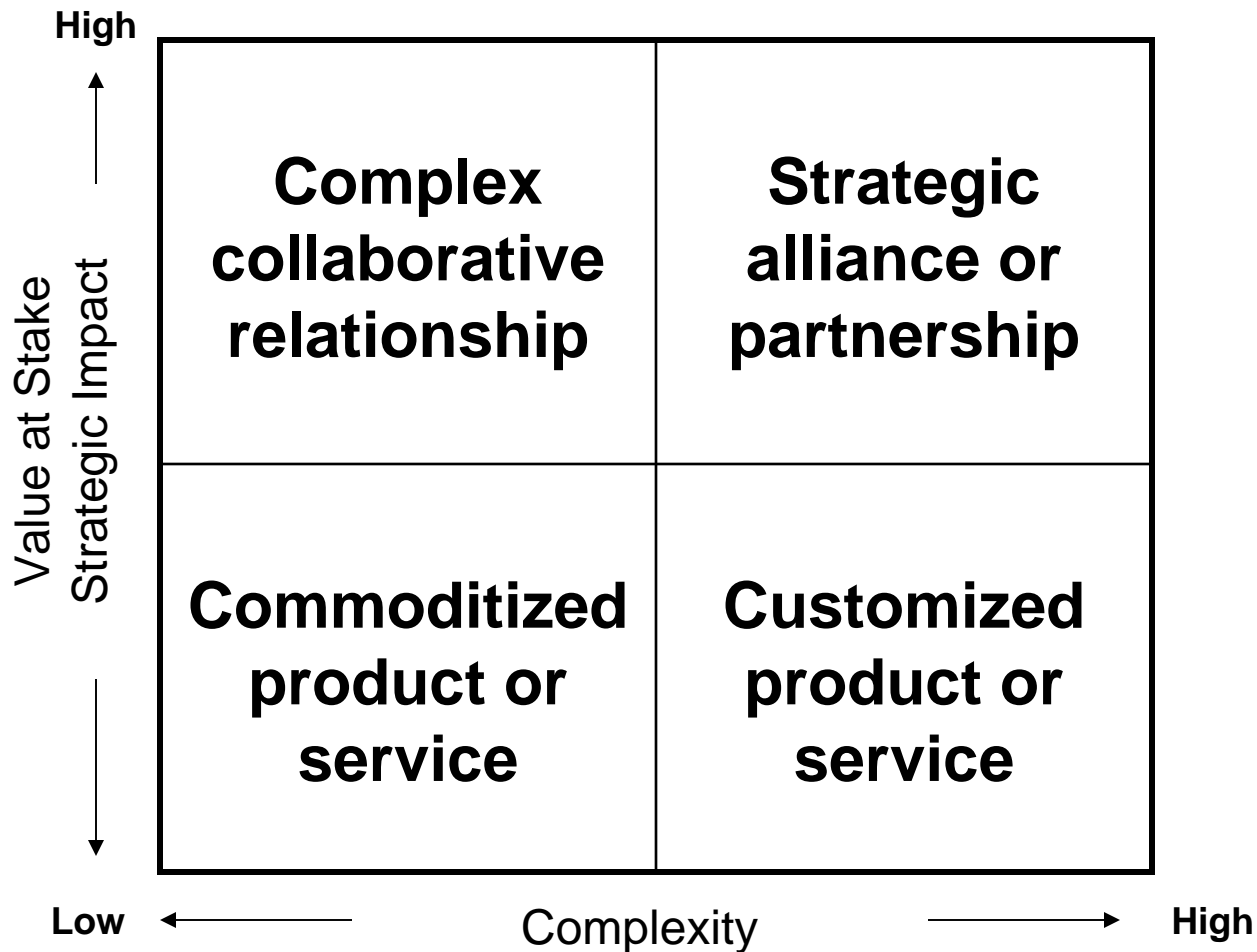 High
Complex
collaborative
relationship
Strategic
alliance or
partnership
Value at Stake
Strategic Impact
Commoditized
product or
service
Customized
product or
service
Low
Complexity
High